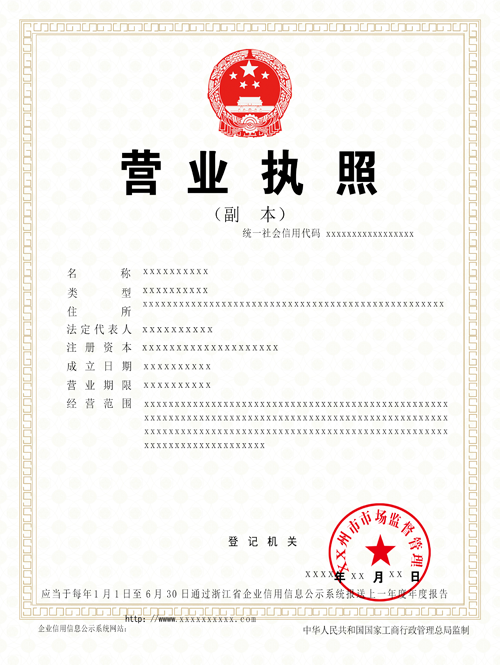 营业执照
（副 本）
统一社会信用代码 xxxxxxxxxxxxxxxxx
名 称 xxxxxxxxxx
类 型 xxxxxxxxxx
住 所 xxxxxxxxxxxxxxxxxxxxxxxxxxxxxxxxxxxxxxxxxxxxxxxxxx
法定代表人 xxxxxxxxxx
注册资本 xxxxxxxxxxxxxxxxxxxx
成立日期 xxxxxxxxxx
营业期限 xxxxxxxxxx
经营范围 xxxxxxxxxxxxxxxxxxxxxxxxxxxxxxxxxxxxxxxxxxxxxxxxxx
xxxxxxxxxxxxxxxxxxxxxxxxxxxxxxxxxxxxxxxxxxxxxxxxxx
xxxxxxxxxxxxxxxxxxxxxxxxxxxxxxxxxxxxxxxxxxxxxxxxxx
xxxxxxxxxxxxxxxxxxxx
XX州市市场监督管理
登记机关
xxxx年 xx 月 xx 日
应当于每年1月1日至6月30日通过浙江省企业信用信息公示系统报送上一年度年度报告
http: //www.xxxxxxxxxx.com
企业信用信息公示系统网站：
中华人民共和国国家工商行政管理总局监制